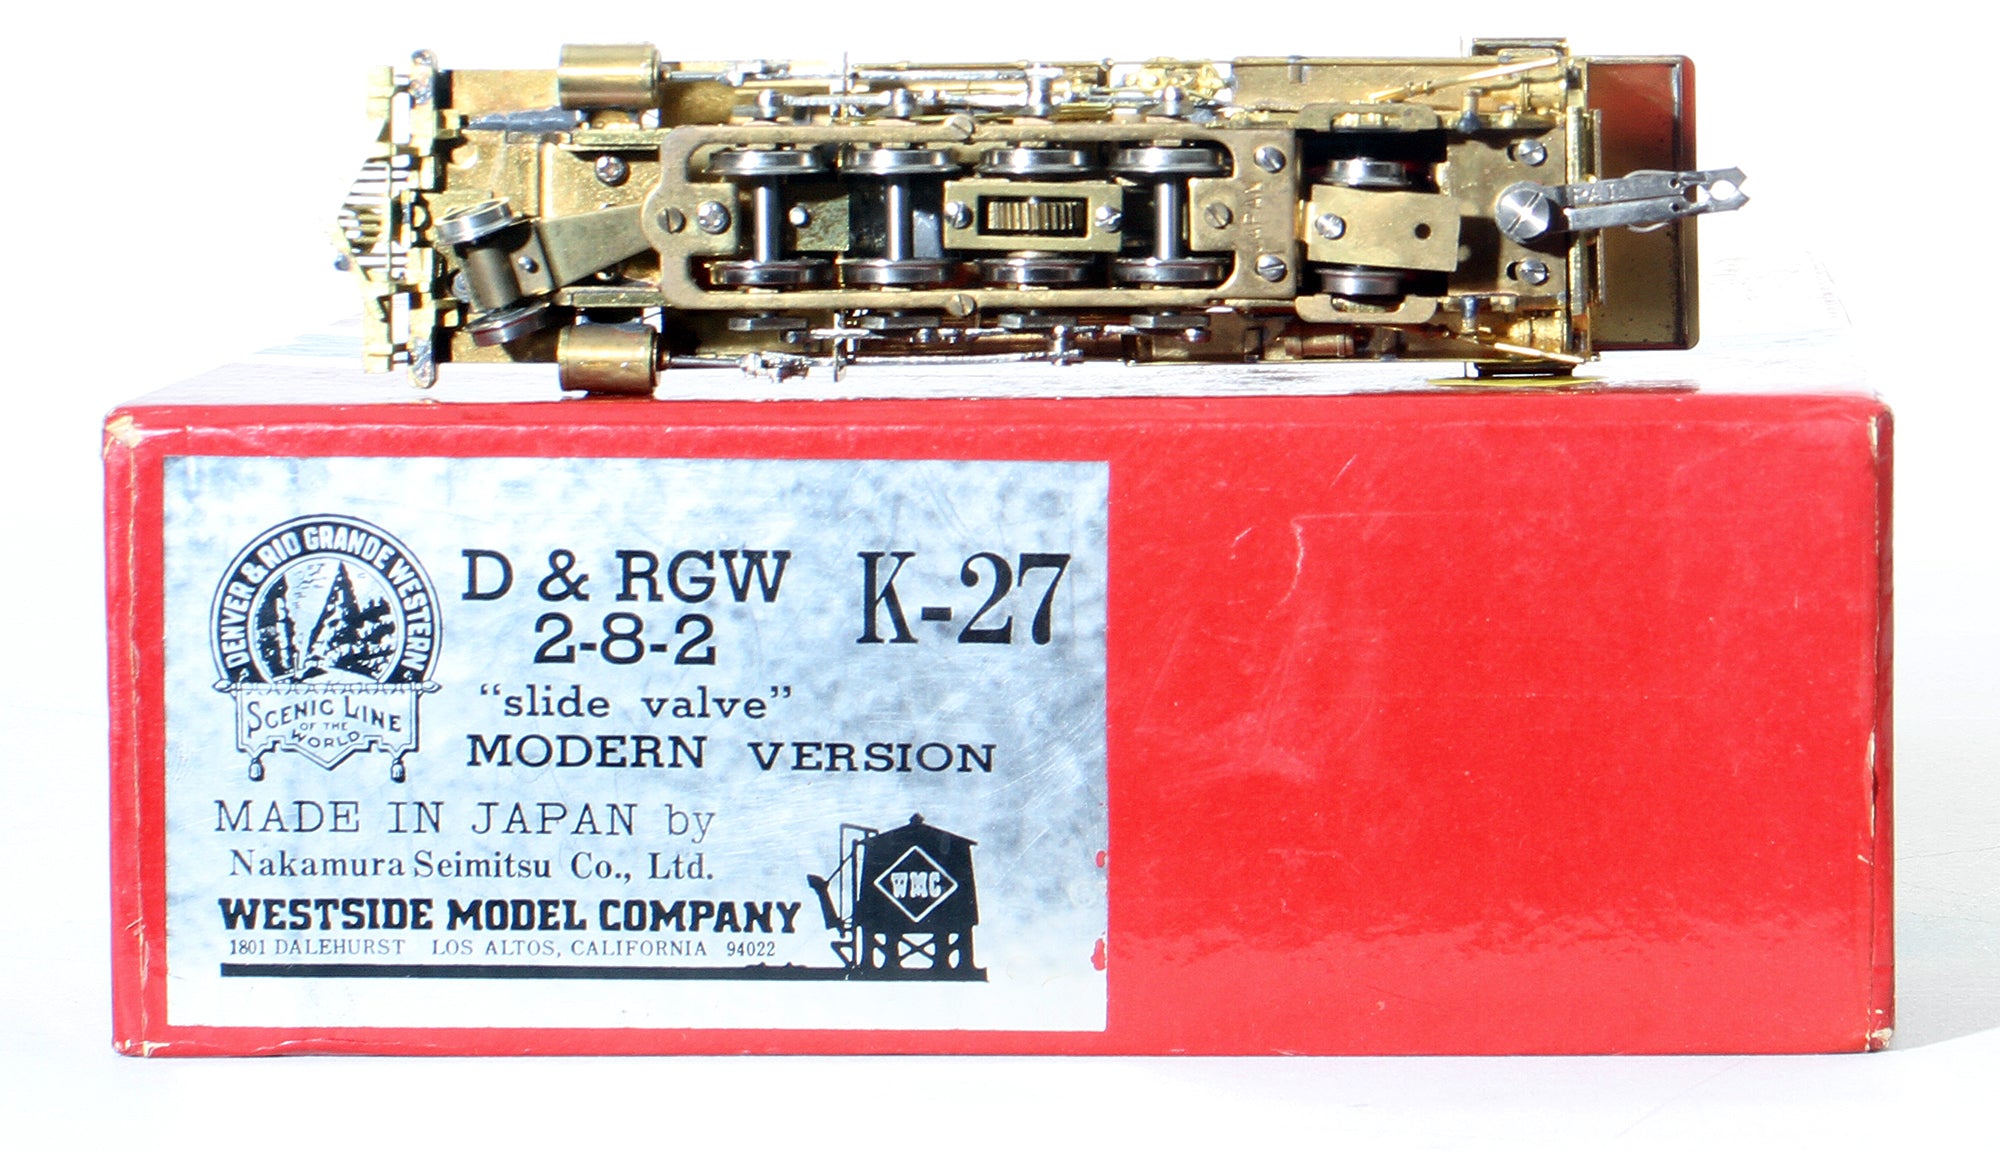 JAPAN
DENVER & RIO GRANDE WESTERN
SCENIC LINE
OF THE
WORLD
D & RGW
2-8-2
K-27
“slide valve”
MODERN VERSION
MADE IN JAPAN by
Nakamura Seimitsu Co., Ltd.
WESTSIDE MODEL COMPANY
1801 DALEHURST LOS ALTOS, CALIFORNIA 94022
WMC